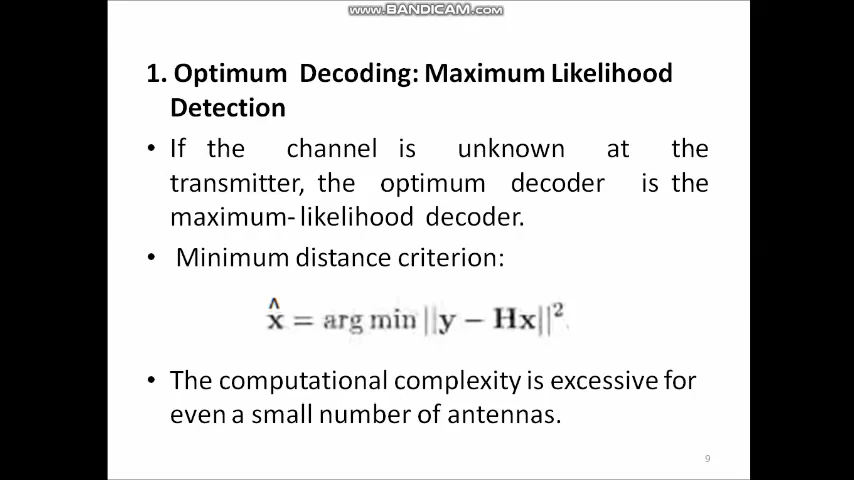 www.BANDICAM.com
1. Optimum Decoding: Maximum Likelihood
Detection
• If the channel is unknown at the
transmitter, the optimum decoder is the
maximum-likelihood decoder.
• Minimum distance criterion:
x̂ = arg min ||y − Hx||².
• The computational complexity is excessive for
even a small number of antennas.
9